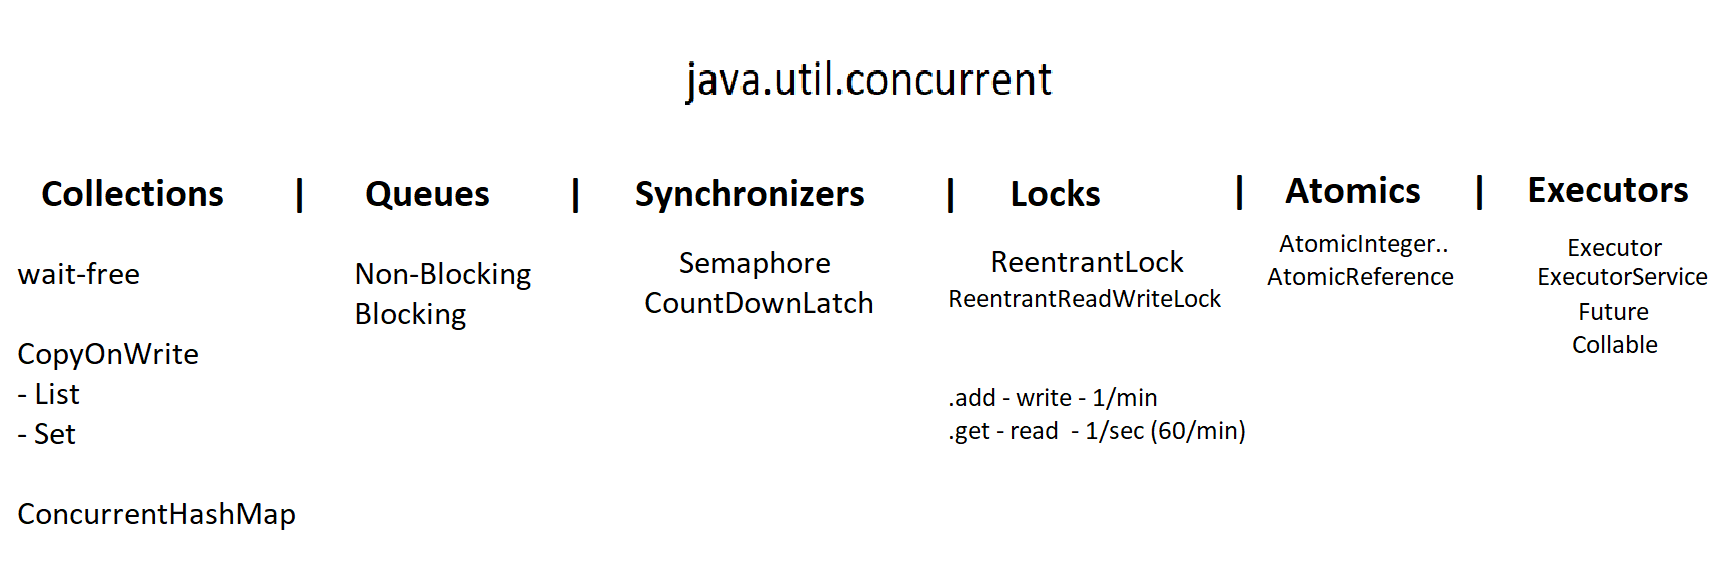 java.util.concurrent
Collections | Queues | Synchronizers | Locks | Atomics | Executors
wait-free
CopyOnWrite
- List
- Set
ConcurrentHashMap
Non-Blocking
Blocking
Semaphore
CountDownLatch
ReentrantLock
ReentrantReadWriteLock
.add - write - 1/min
.get - read - 1/sec (60/min)
AtomicInteger..
AtomicReference
Executor
ExecutorService
Future
Collable